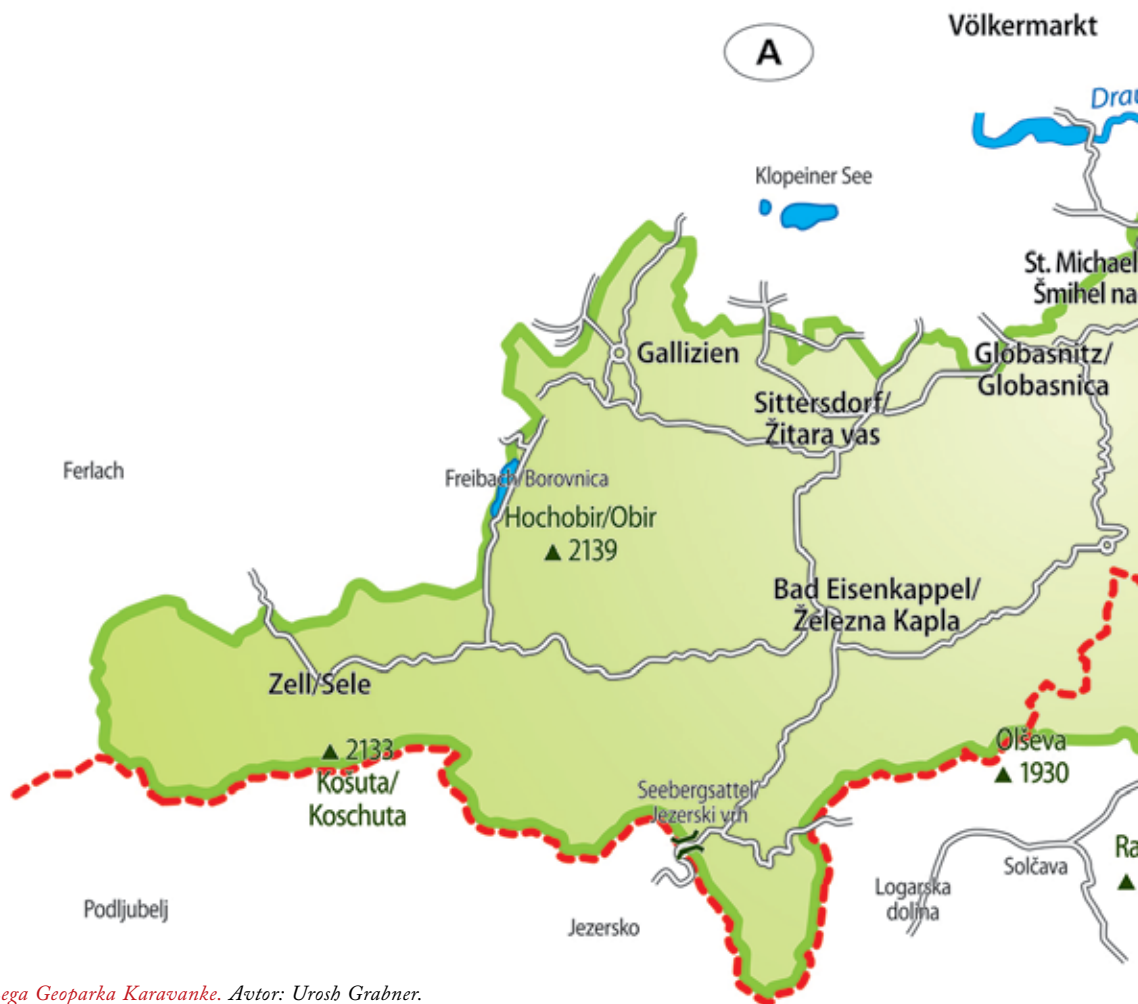 Völkermarkt
A
Drau
Klopeiner See
St. Michael
Šmihel na
Gallizien
Globasnitz/
Globasnica
Sittersdorf/
Žitara vas
Ferlach
Freibach/Borovnica
Hochobir/Obir
▲ 2139
Bad Eisenkappel/
Železna Kapla
Zell/Sele
▲ 2133
Košuta/
Koschuta
Olševa
▲ 1930
Seebergsattel/
Jezerski vrh
Ra
Solčava
Logarska
dolina
Podljubelj
Jezersko
ega Geoparka Karavanke. Avtor: Urosh Grabner.